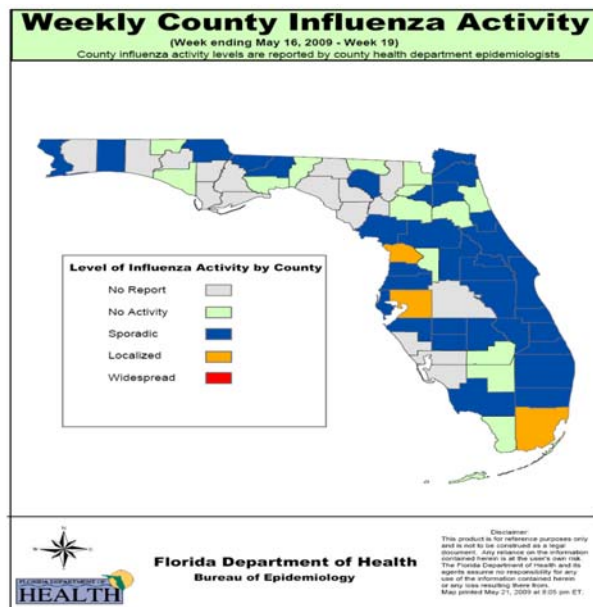 Weekly County Influenza Activity
(Week ending May 16, 2009 - Week 19)
County influenza activity levels are reported by county health department epidemiologists
Level of Influenza Activity by County
No Report
No Activity
Sporadic
Localized
Widespread
Florida Department of Health
Bureau of Epidemiology
FLORIDA DEPARTMENT OF
HEALTH
Disclaimer:
This product is for reference purposes only
and is not to be construed as a legal
document. Any reliance on the information
contained herein is at the user's own risk.
The Florida Department of Health and its
agents assume no responsibility for any
use of the information contained herein
or any loss resulting there from.
Map printed May 21, 2009 at 8:05 pm ET.